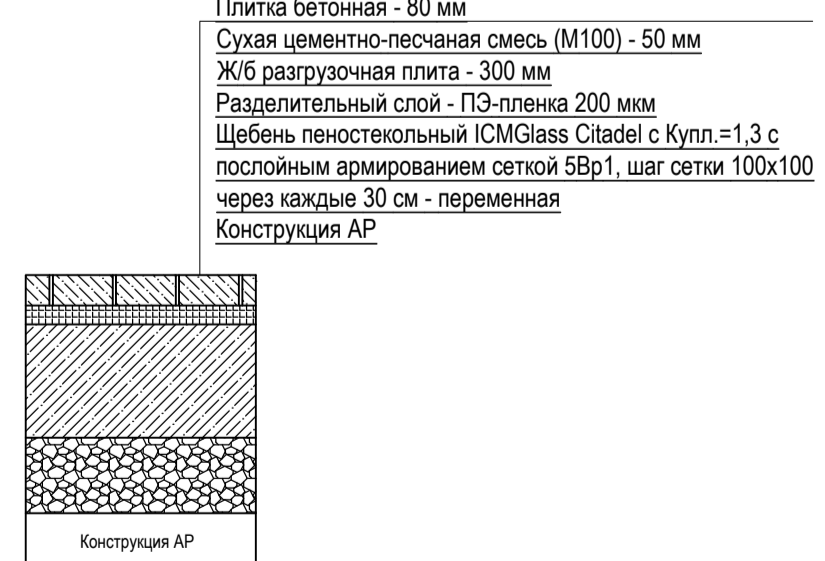 Плитка бетонная - 80 мм
Сухая цементно-песчаная смесь (М100) - 50 мм
Ж/б разгрузочная плита - 300 мм
Разделительный слой - ПЭ-пленка 200 мкм
Щебень пеностекольный ICMGlass Citadel с Купл.=1,3 с
послойным армированием сеткой 5Вр1, шаг сетки 100х100
через каждые 30 см - переменная
Конструкция АР
Конструкция АР